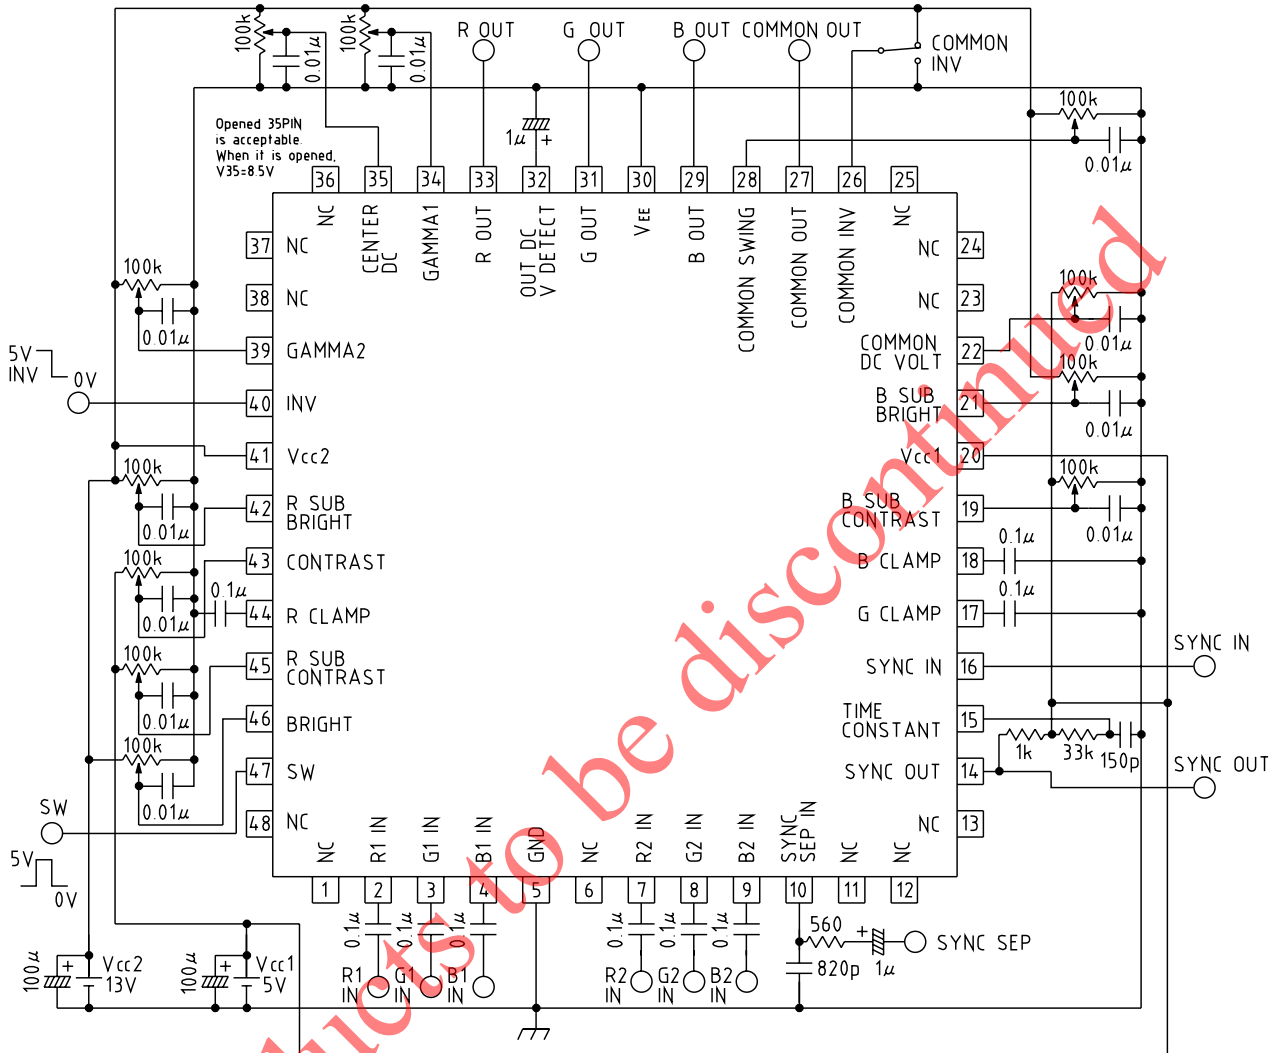 100k
0.01μ
100k
0.01μ
R OUT
G OUT
B OUT
COMMON OUT
COMMON
INV
100k
0.01μ
Opened 35PIN
is acceptable.
When it is opened,
V35=8.5V
1μ
+
36
35
34
33
32
31
30
29
28
27
26
25
NC
CENTER
DC
GAMMA1
R OUT
OUT DC
V DETECT
G OUT
VEE
B OUT
COMMON SWING
COMMON OUT
COMMON INV
NC
37
NC
38
NC
39
GAMMA2
40
INV
41
Vcc2
42
R SUB
BRIGHT
43
CONTRAST
44
R CLAMP
45
R SUB
CONTRAST
46
BRIGHT
47
SW
48
NC
NC
24
NC
23
COMMON
DC VOLT
22
B SUB
BRIGHT
21
Vcc1
20
B SUB
CONTRAST
19
B CLAMP
18
G CLAMP
17
SYNC IN
16
TIME
CONSTANT
15
SYNC OUT
14
NC
13
100k
0.01μ
5V
INV
0V
100k
0.01μ
100k
0.01μ
0.1μ
100k
0.01μ
100k
0.01μ
SW
5V
0V
100k
0.01μ
100k
0.01μ
100k
0.01μ
0.1μ
0.1μ
SYNC IN
1k
33k
150p
SYNC OUT
NC
R1 IN
G1 IN
B1 IN
GND
NC
R2 IN
G2 IN
B2 IN
SYNC
SEP IN
NC
NC
1
2
3
4
5
6
7
8
9
10
11
12
0.1μ
0.1μ
0.1μ
0.1μ
0.1μ
0.1μ
560
+
1μ
820p
SYNC SEP
R1
IN
G1
IN
B1
IN
R2
IN
G2
IN
B2
IN
100μ
+
Vcc2
13V
100μ
+
Vcc1
5V
ducts to be discontinued